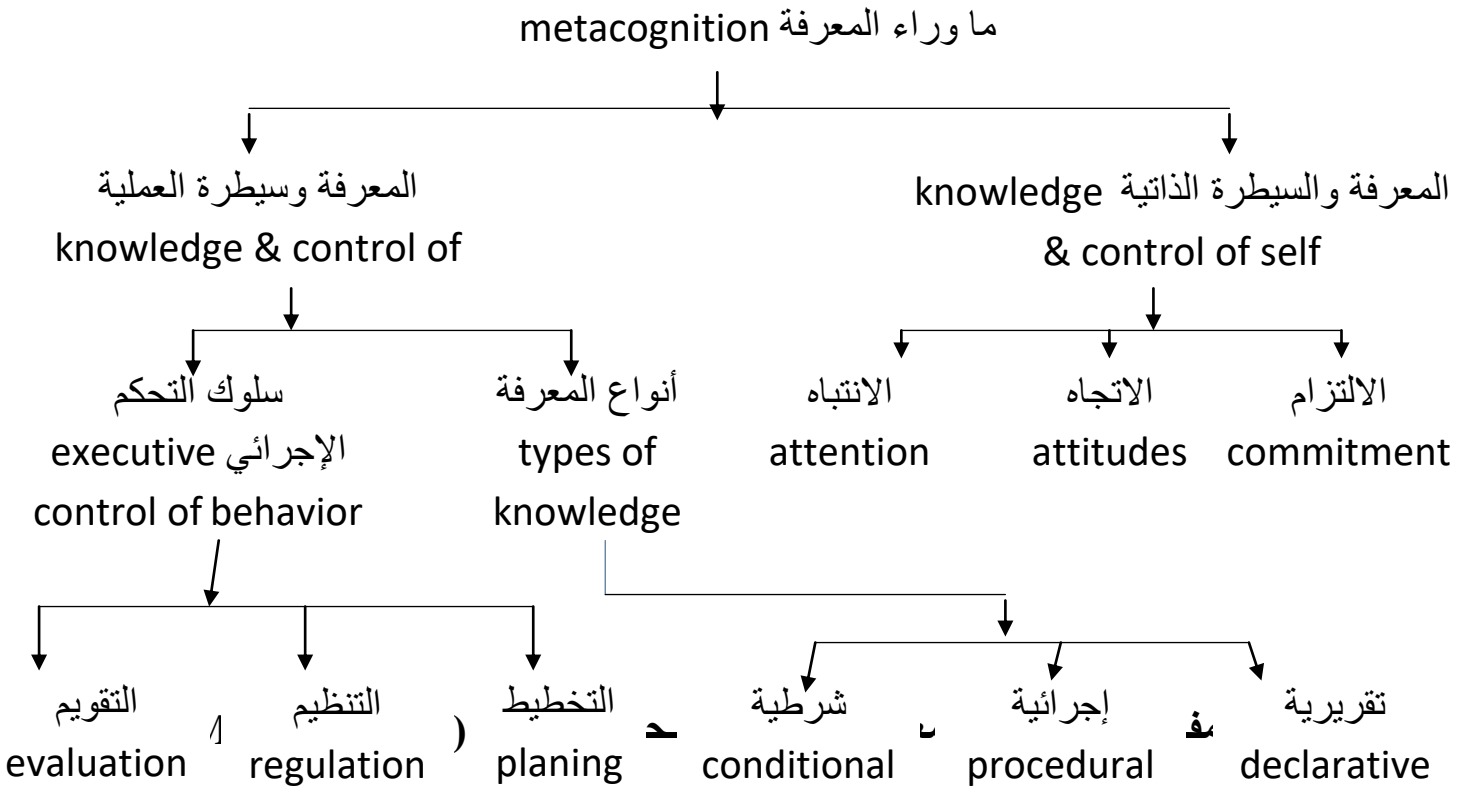 ما وراء المعرفة metacognition
المعرفة والسيطرة الذاتية knowledge
& control of self
المعرفة وسيطرة العملية
knowledge & control of
الالتزام
commitment
الاتجاه
attitudes
الانتباه
attention
أنواع المعرفة
types of
knowledge
سلوك التحكم
الإجرائي executive
control of behavior
تقريرية
declarative
إجرائية
procedural
شرطية
conditional
التخطيط
planing
التنظيم
regulation
التقويم
evaluation